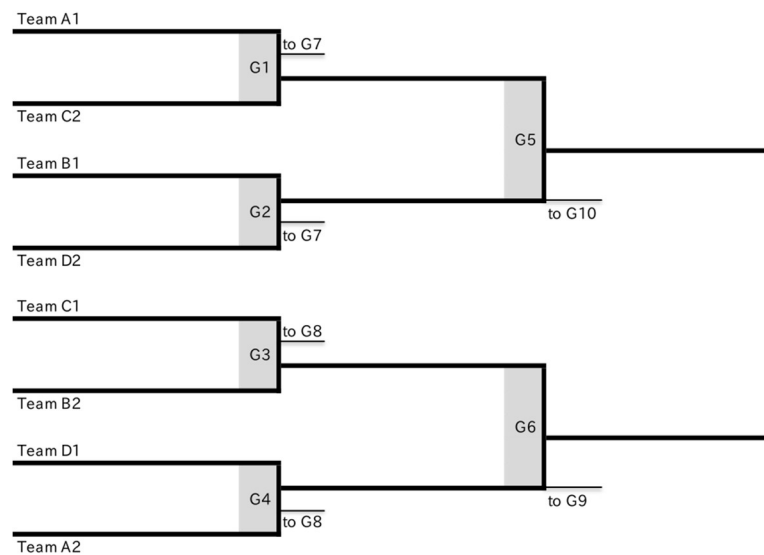 Team A1
to G7
G1
Team C2
G5
Team B1
G2
to G7
to G10
Team D2
Team C1
to G8
G3
Team B2
G6
Team D1
G4
to G8
to G9
Team A2